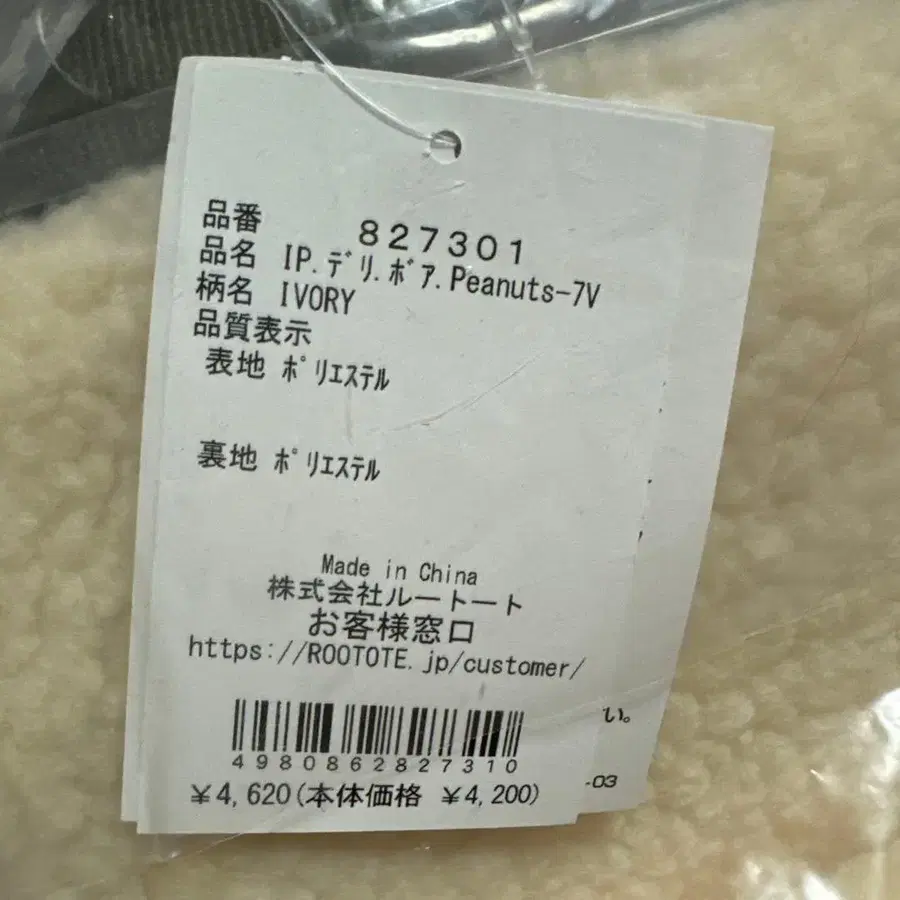 品番 827301
品名 IP.ﾃﾞﾘ.ﾎﾞｱ.Peanuts-7V
柄名 IVORY
品質表示
表地 ﾎﾟﾘｴｽﾃﾙ
裏地 ﾎﾟﾘｴｽﾃﾙ
Made in China
株式会社ルートート
お客様窓口
https://ROOTOTE.jp/customer/
4980862827310
¥4,620(本体価格 ¥4,200)
い。
-03